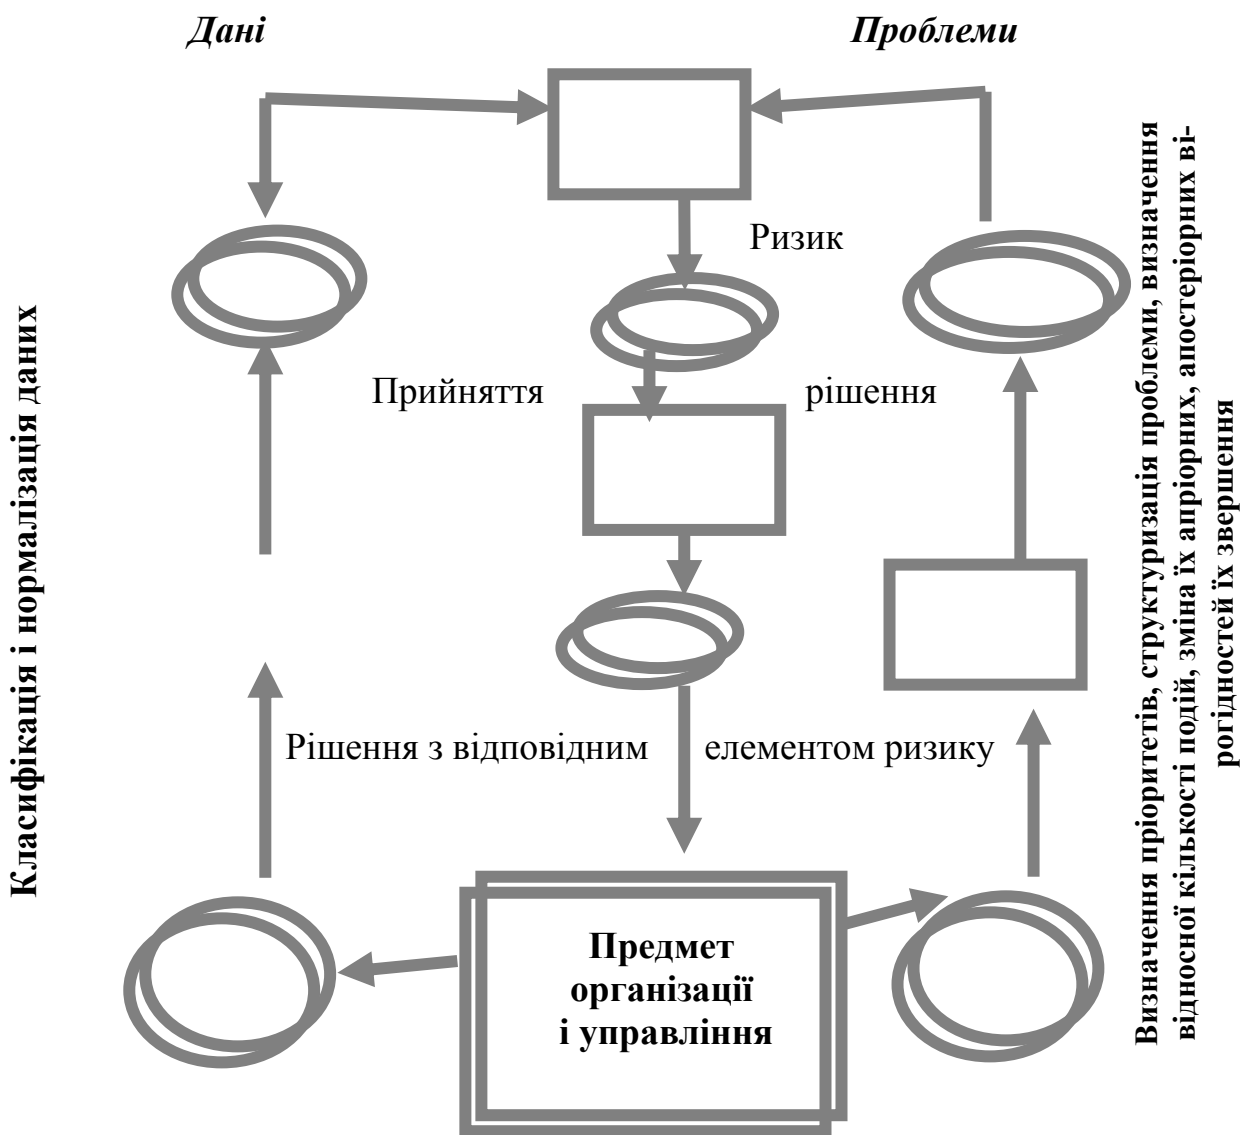 Дані
Проблеми
Ризик
Прийняття
рішення
Рішення з відповідним
елементом ризику
Предмет
організації
і управління
Класифікація і нормалізація даних
Визначення пріоритетів, структуризація проблеми, визначення
відносної кількості подій, зміна їх апріорних, апостеріорних ві-
рогідностей їх звершення